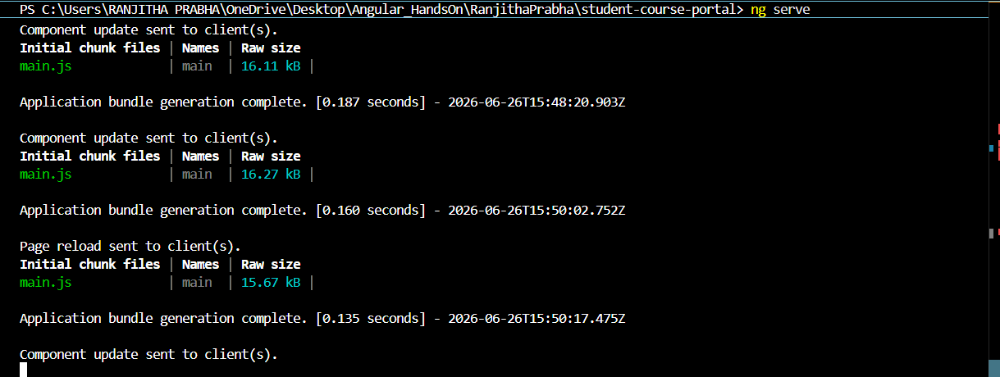 PS C:\Users\RANJITHA PRABHA\OneDrive\Desktop\Angular_HandsOn\RanjithaPrabha\student-course-portal> ng serve
Component update sent to client(s).
Initial chunk files | Names | Raw size
main.js | main | 16.11 kB |
Application bundle generation complete. [0.187 seconds] - 2026-06-26T15:48:20.903Z
Component update sent to client(s).
Initial chunk files | Names | Raw size
main.js | main | 16.27 kB |
Application bundle generation complete. [0.160 seconds] - 2026-06-26T15:50:02.752Z
Page reload sent to client(s).
Initial chunk files | Names | Raw size
main.js | main | 15.67 kB |
Application bundle generation complete. [0.135 seconds] - 2026-06-26T15:50:17.475Z
Component update sent to client(s).